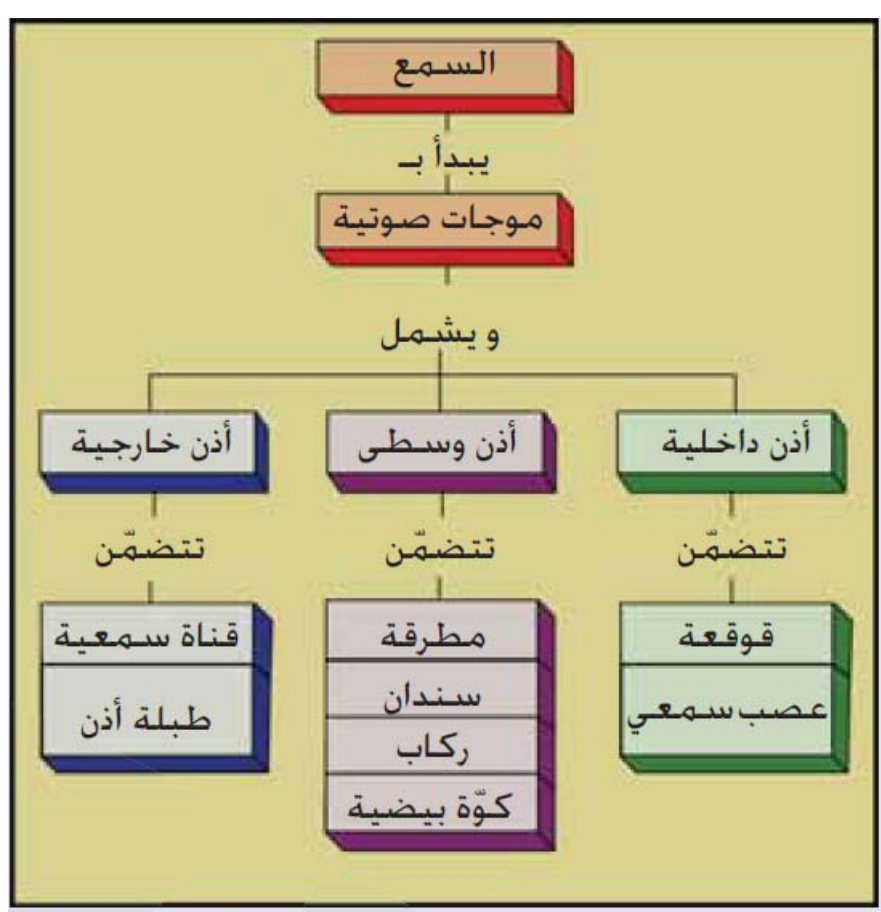 السمع
يبدأ بـ
موجات صوتية
ويشمل
أذن داخلية
أذن وسطى
أذن خارجية
تتضمّن
تتضمّن
تتضمّن
قوقعة
عصب سمعي
مطرقة
سندان
ركاب
كوّة بيضية
قناة سمعية
طبلة أذن